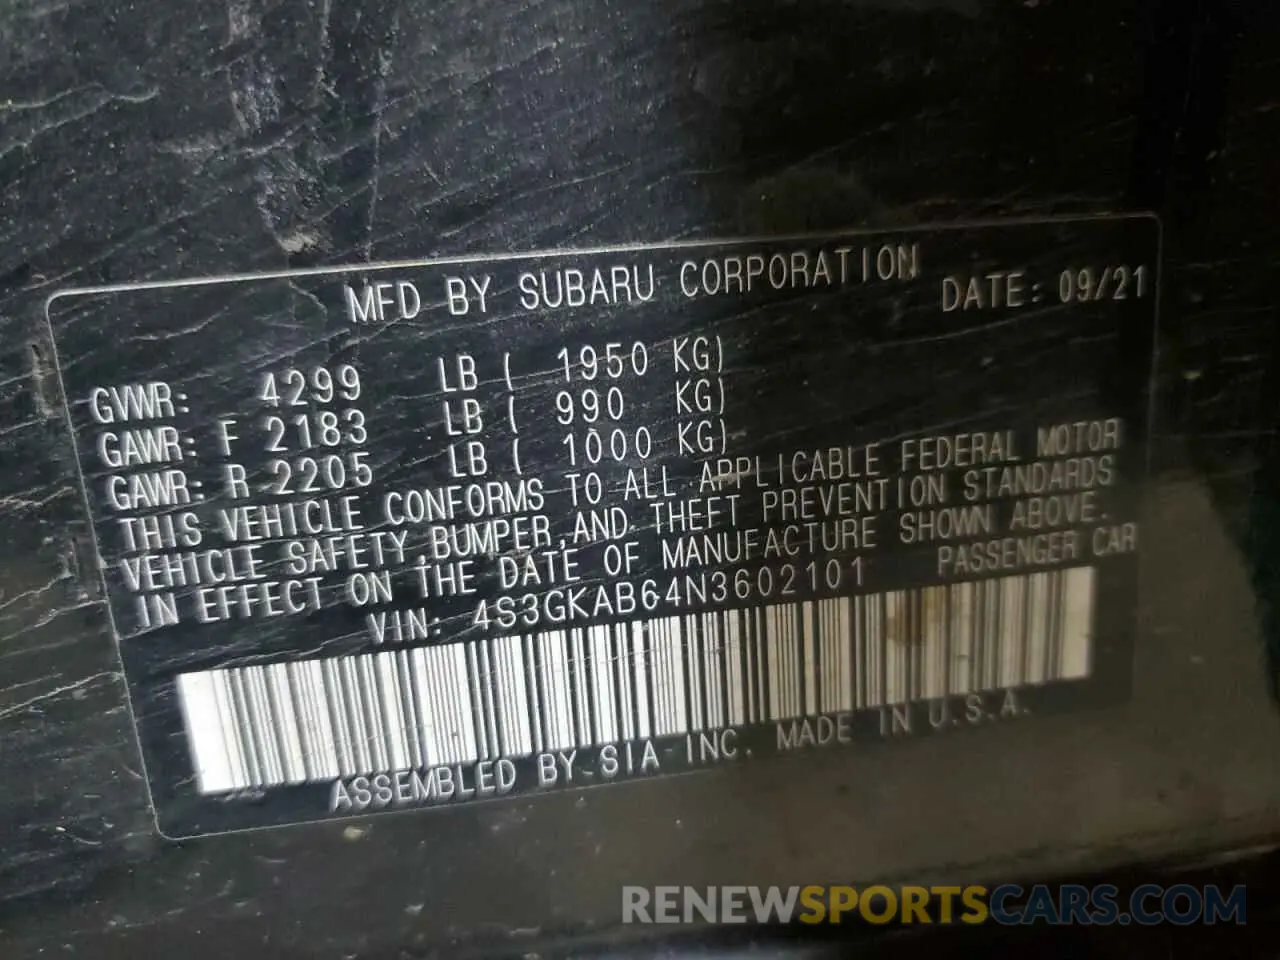 MFD BY SUBARU CORPORATION DATE: 09/21
GVWR: 4299 LB ( 1950 KG)
GAWR: F 2183 LB ( 990 KG)
GAWR: R 2205 LB ( 1000 KG)
THIS VEHICLE CONFORMS TO ALL APPLICABLE FEDERAL MOTOR
VEHICLE SAFETY,BUMPER,AND THEFT PREVENTION STANDARDS
IN EFFECT ON THE DATE OF MANUFACTURE SHOWN ABOVE.
VIN: 4S3GKAB64N3602101 PASSENGER CAR
ASSEMBLED BY SIA INC. MADE IN U.S.A.
RENEWSPORTSCARS.COM